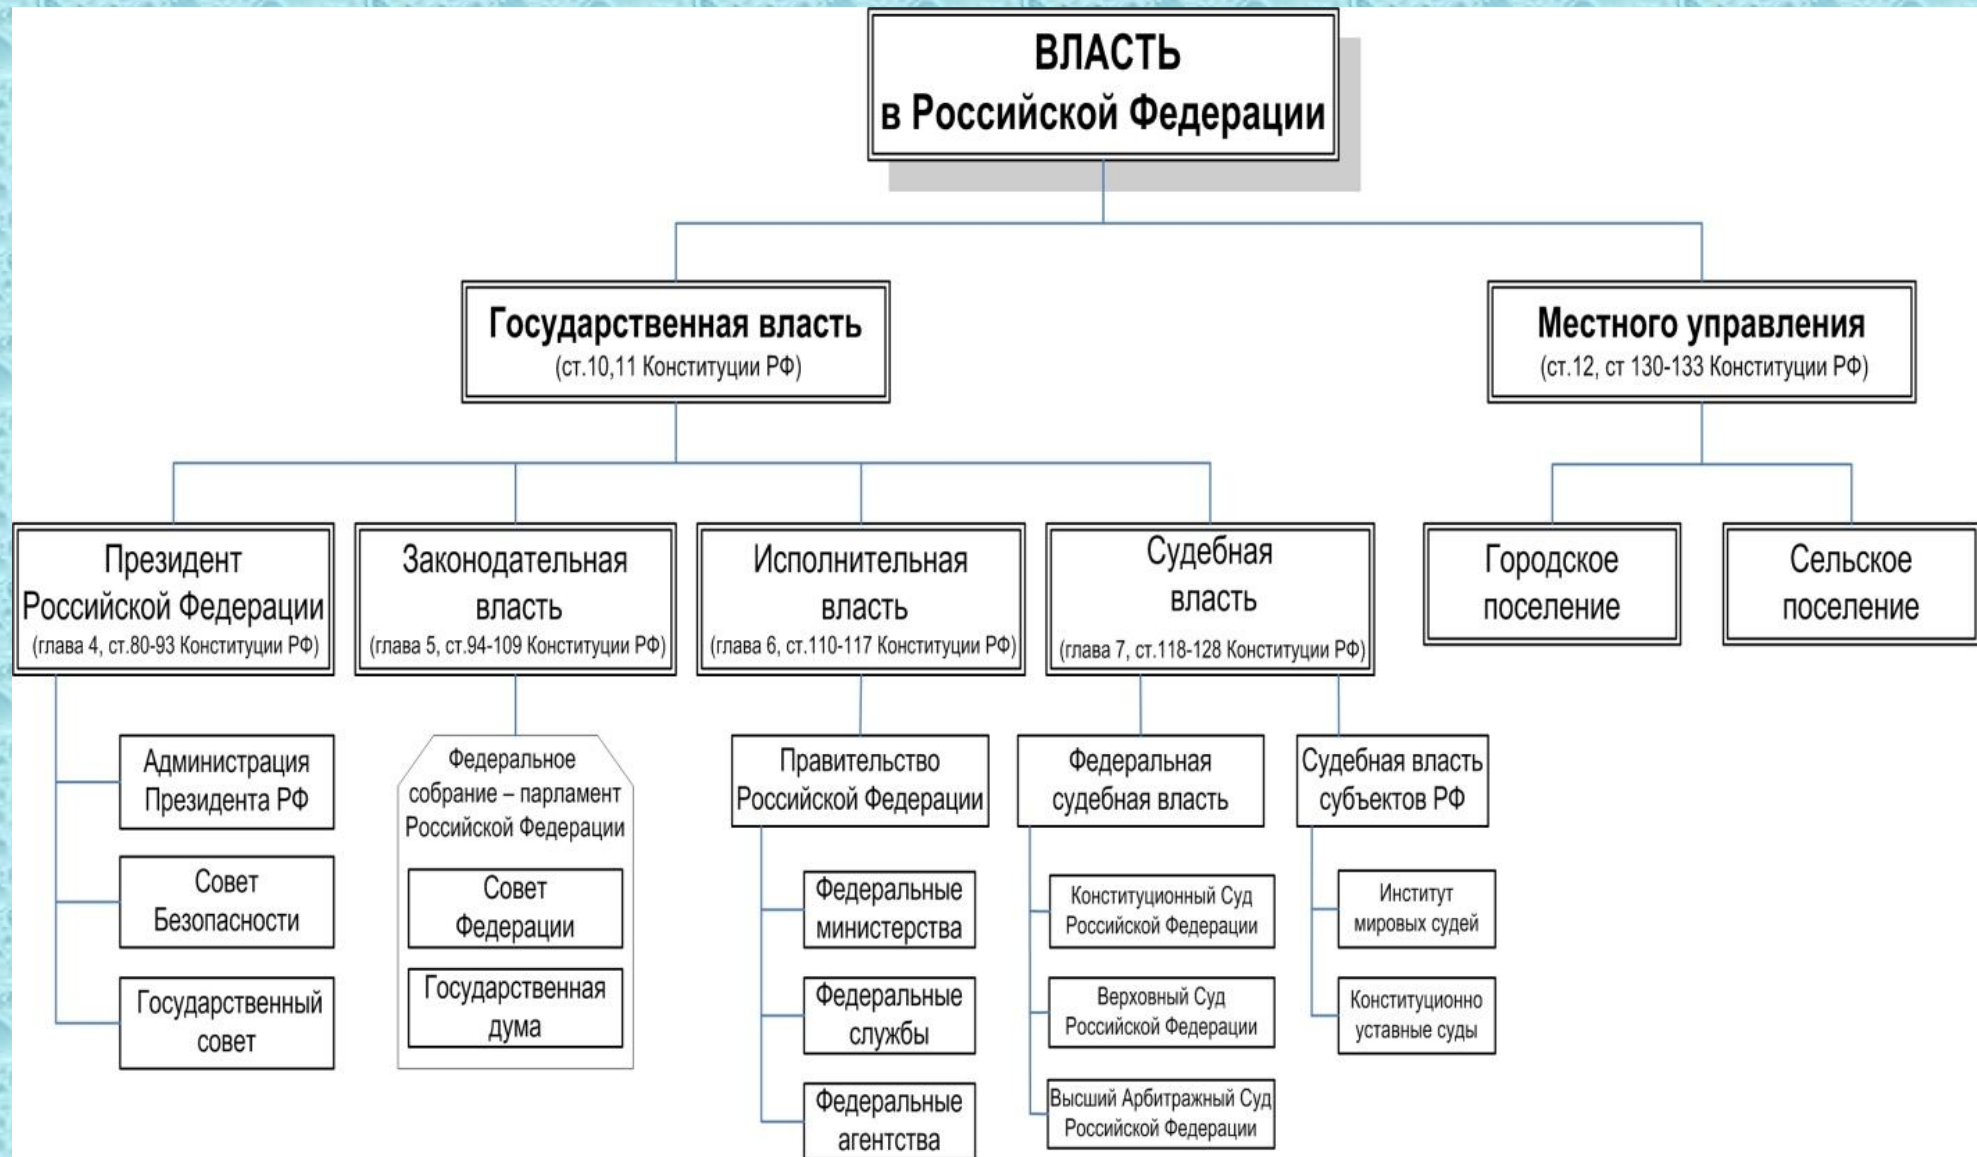 ВЛАСТЬ
в Российской Федерации
Государственная власть
(ст.10,11 Конституции РФ)
Местного управления
(ст.12, ст 130-133 Конституции РФ)
Президент
Российской Федерации
(глава 4, ст.80-93 Конституции РФ)
Законодательная
власть
(глава 5, ст.94-109 Конституции РФ)
Исполнительная
власть
(глава 6, ст.110-117 Конституции РФ)
Судебная
власть
(глава 7, ст.118-128 Конституции РФ)
Городское
поселение
Сельское
поселение
Администрация
Президента РФ
Совет
Безопасности
Государственный
совет
Федеральное
собрание – парламент
Российской Федерации
Совет
Федерации
Государственная
дума
Правительство
Российской Федерации
Федеральные
министерства
Федеральные
службы
Федеральные
агентства
Федеральная
судебная власть
Конституционный Суд
Российской Федерации
Верховный Суд
Российской Федерации
Высший Арбитражный Суд
Российской Федерации
Судебная власть
субъектов РФ
Институт
мировых судей
Конституционно
уставные суды